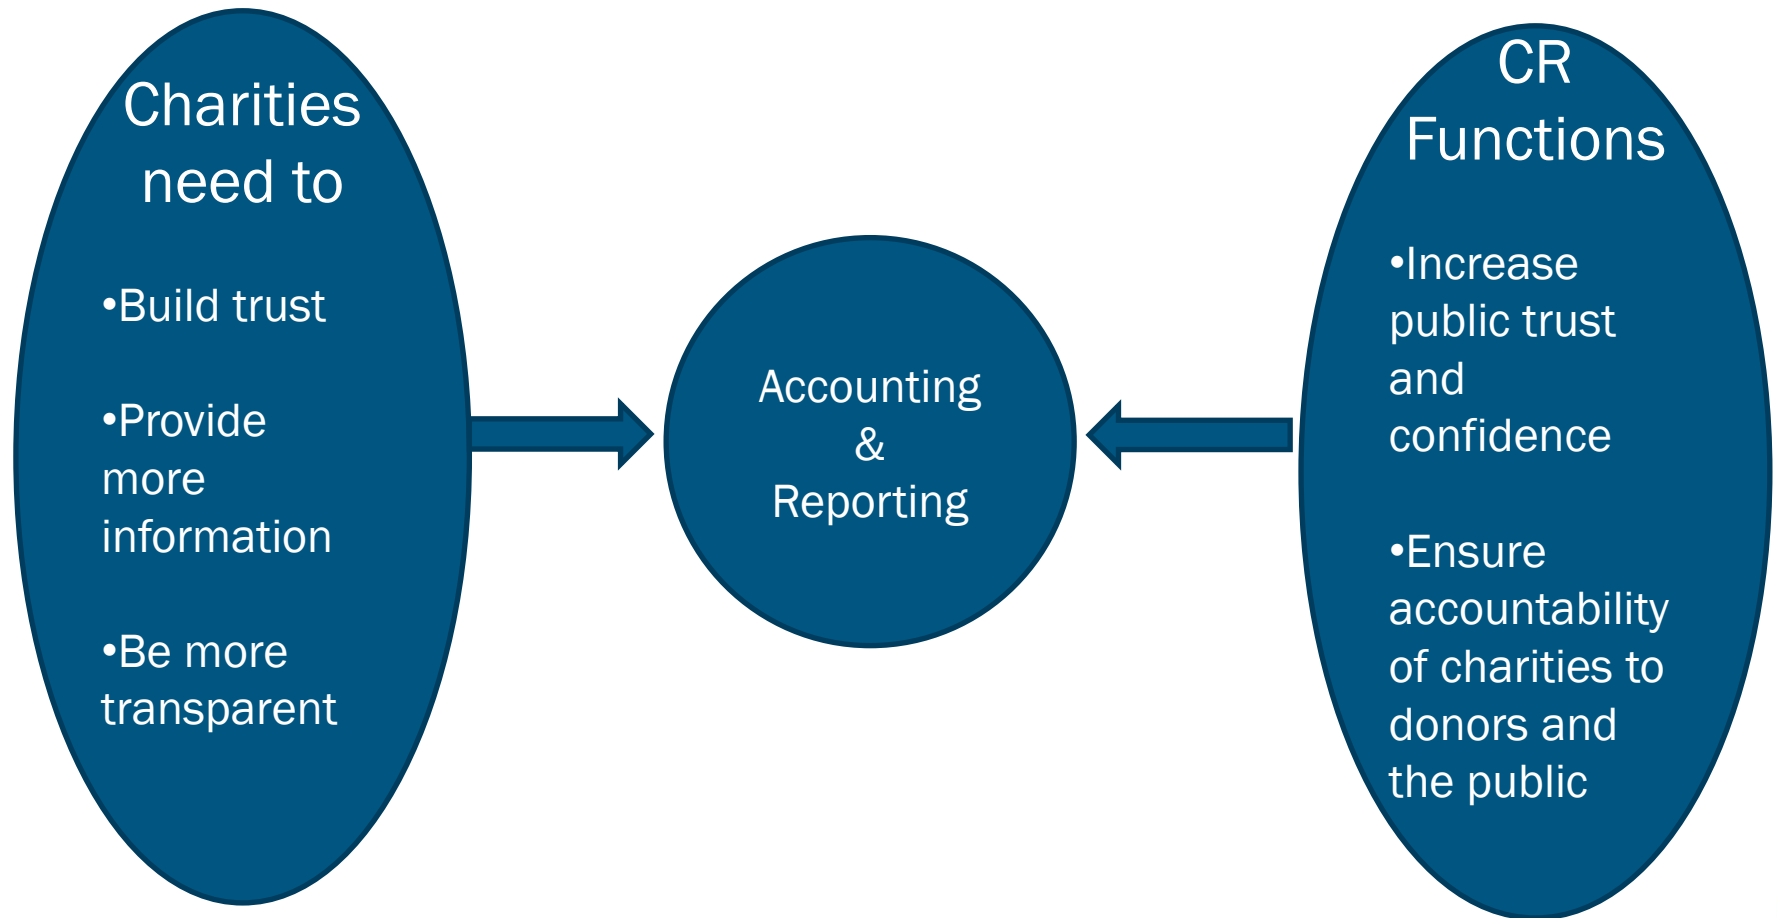 Charities
need to
•Build trust
•Provide
more
information
•Be more
transparent
Accounting
&
Reporting
CR
Functions
•Increase
public trust
and
confidence
•Ensure
accountability
of charities to
donors and
the public